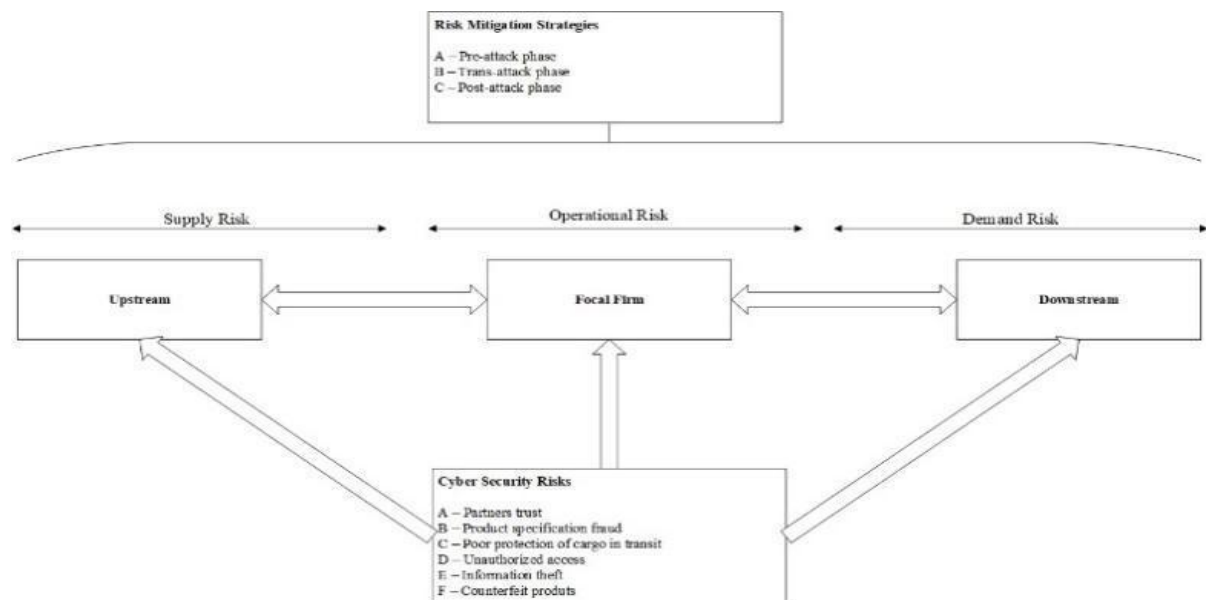 Risk Mitigation Strategies
A – Pre-attack phase
B – Trans-attack phase
C – Post-attack phase
Supply Risk
Operational Risk
Demand Risk
Upstream
Focal Firm
Downstream
Cyber Security Risks
A – Partners trust
B – Product specification fraud
C – Poor protection of cargo in transit
D – Unauthorized access
E – Information theft
F – Counterfeit produts